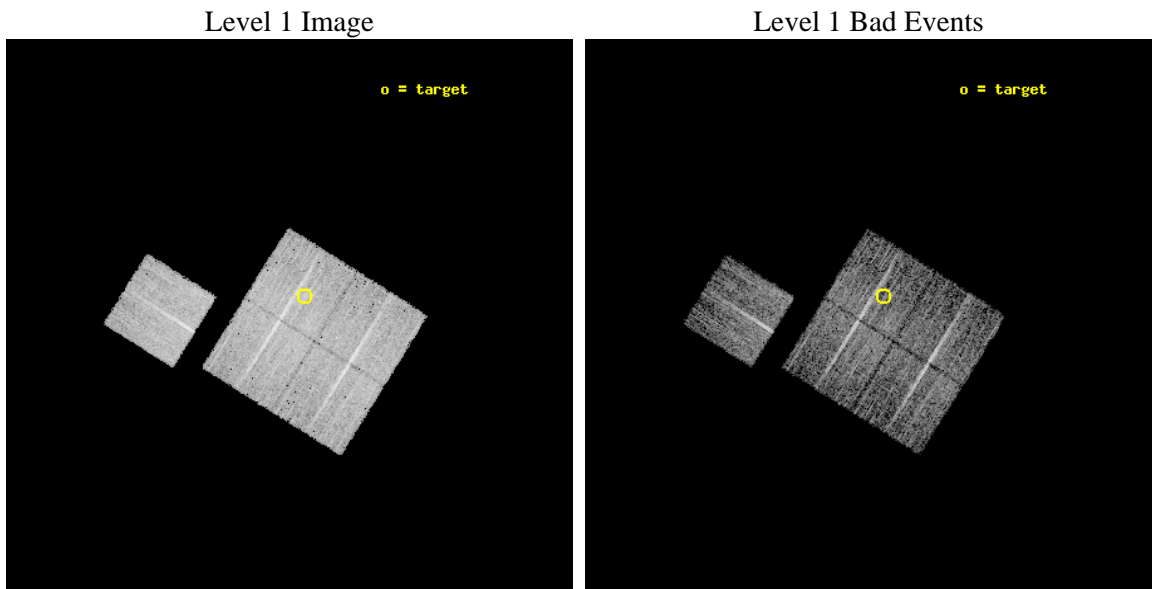 Level 1 Image
Level 1 Bad Events
o = target
o = target